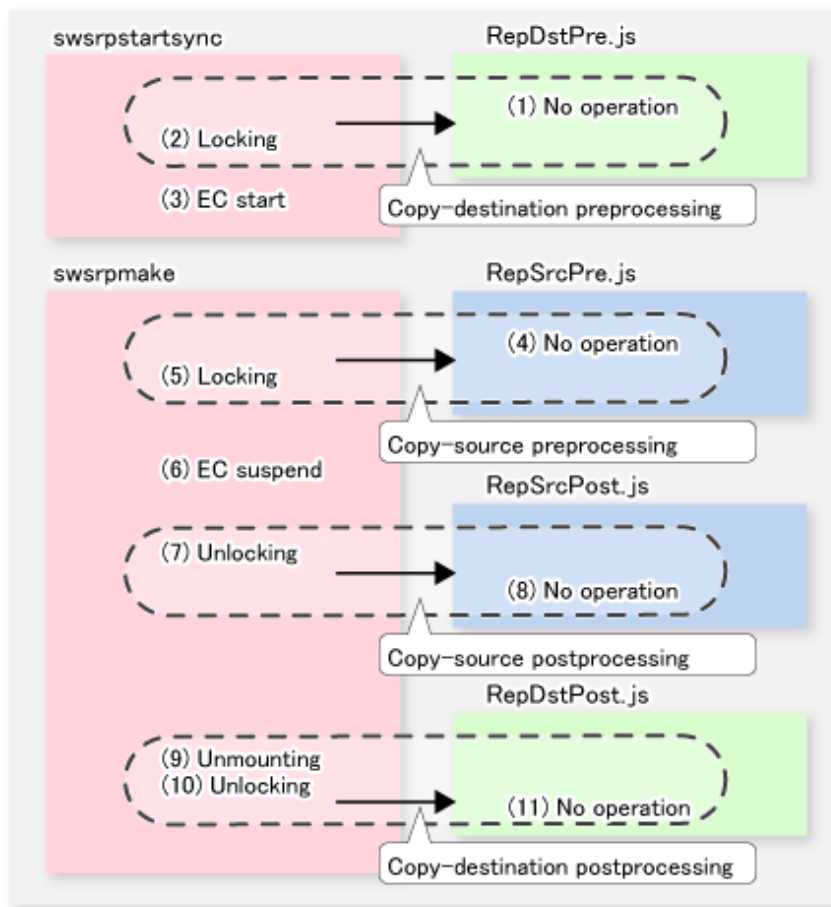 swsrpstartsync
RepDstPre.js
(1) No operation
(2) Locking
(3) EC start
Copy-destination preprocessing
swsrpmake
RepSrcPre.js
(4) No operation
(5) Locking
Copy-source preprocessing
(6) EC suspend
RepSrcPost.js
(7) Unlocking
(8) No operation
Copy-source postprocessing
RepDstPost.js
(9) Unmounting
(10) Unlocking
(11) No operation
Copy-destination postprocessing